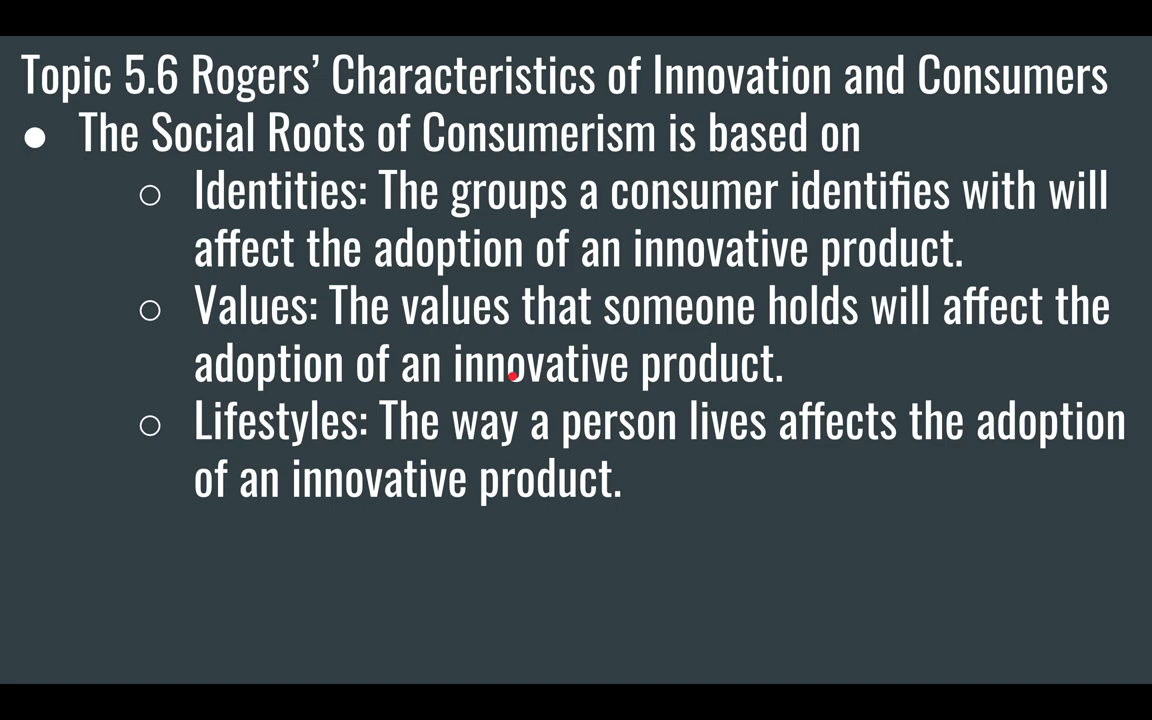 Topic 5.6 Rogers’ Characteristics of Innovation and Consumers
● The Social Roots of Consumerism is based on
○ Identities: The groups a consumer identifies with will
affect the adoption of an innovative product.
○ Values: The values that someone holds will affect the
adoption of an innovative product.
○ Lifestyles: The way a person lives affects the adoption
of an innovative product.